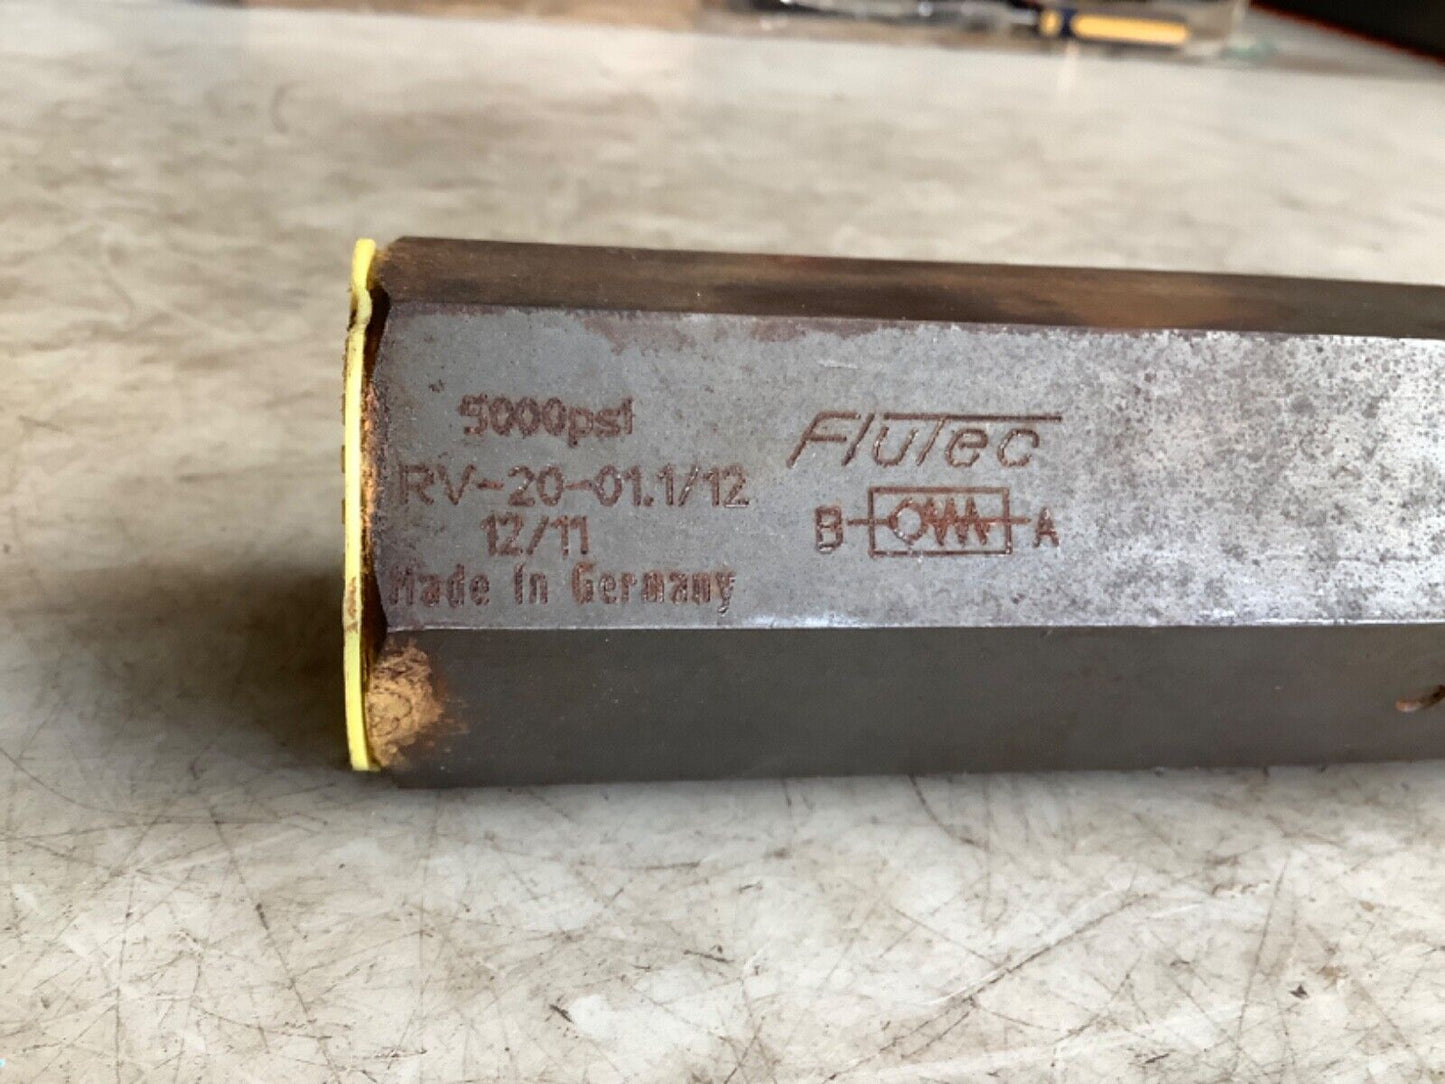 5000psi
RV-20-01.1/12
12/11
Made in Germany
FluTec
B A